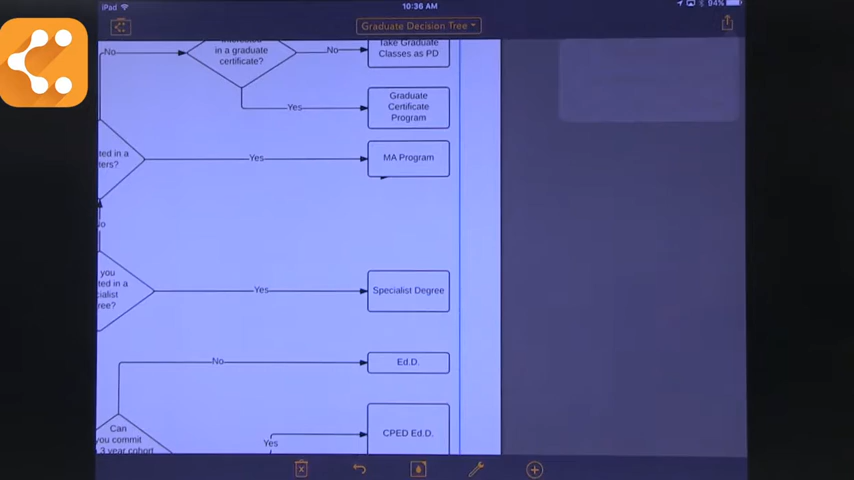 iPad
10:36 AM
94%
Graduate Decision Tree
No
in a graduate
certificate?
No
Take Graduate
Classes as PD
Yes
Graduate
Certificate
Program
ted in a
ters?
Yes
MA Program
No
you
ted in a
cialist
ree?
Yes
Specialist Degree
No
Ed.D.
Can
you commit
3 year cohort
Yes
CPED Ed.D.